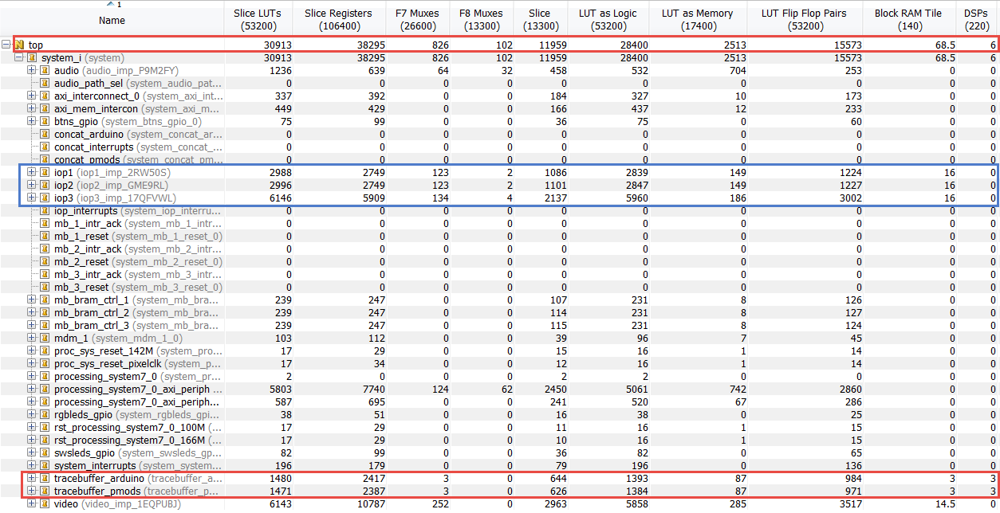 1
Name Slice LUTs (53200) Slice Registers (106400) F7 Muxes (26600) F8 Muxes (13300) Slice (13300) LUT as Logic (53200) LUT as Memory (17400) LUT Flip Flop Pairs (53200) Block RAM Tile (140) DSPs (220)
top 30913 38295 826 102 11959 28400 2513 15573 68.5 6
system_i (system) 30913 38295 826 102 11959 28400 2513 15573 68.5 6
audio (audio_imp_P9M2FY) 1236 639 64 32 458 532 704 253 0 0
audio_path_sel (system_audio_pat... 0 0 0 0 0 0 0 0 0 0
axi_interconnect_0 (system_axi_int... 337 392 0 0 184 327 10 173 0 0
axi_mem_intercon (system_axi_m... 449 429 0 0 166 437 12 233 0 0
btns_gpio (system_btns_gpio_0) 75 99 0 0 36 75 0 60 0 0
concat_arduino (system_concat_ar... 0 0 0 0 0 0 0 0 0 0
concat_interrupts (system_concat_... 0 0 0 0 0 0 0 0 0 0
concat_pmods (system_concat_pm... 0 0 0 0 0 0 0 0 0 0
iop1 (iop1_imp_2RW50S) 2988 2749 123 2 1086 2839 149 1224 16 0
iop2 (iop2_imp_GME9RL) 2996 2749 123 2 1101 2847 149 1227 16 0
iop3 (iop3_imp_17QFVWL) 6146 5909 134 4 2137 5960 186 3002 16 0
iop_interrupts (system_iop_interru... 0 0 0 0 0 0 0 0 0 0
mb_1_intr_ack (system_mb_1_intr... 0 0 0 0 0 0 0 0 0 0
mb_1_reset (system_mb_1_reset_0) 0 0 0 0 0 0 0 0 0 0
mb_2_intr_ack (system_mb_2_intr... 0 0 0 0 0 0 0 0 0 0
mb_2_reset (system_mb_2_reset_0) 0 0 0 0 0 0 0 0 0 0
mb_3_intr_ack (system_mb_3_intr... 0 0 0 0 0 0 0 0 0 0
mb_3_reset (system_mb_3_reset_0) 0 0 0 0 0 0 0 0 0 0
mb_bram_ctrl_1 (system_mb_bra... 239 247 0 0 107 231 8 126 0 0
mb_bram_ctrl_2 (system_mb_bra... 239 247 0 0 114 231 8 127 0 0
mb_bram_ctrl_3 (system_mb_bra... 239 247 0 0 115 231 8 124 0 0
mdm_1 (system_mdm_1_0) 103 112 0 0 39 96 7 45 0 0
proc_sys_reset_142M (system_pro... 17 29 0 0 15 16 1 14 0 0
proc_sys_reset_pixelclk (system_p... 17 34 0 0 12 16 1 14 0 0
processing_system7_0 (system_pr... 2 0 0 0 2 2 0 0 0 0
processing_system7_0_axi_periph ... 5803 7740 124 62 2450 5061 742 2860 0 0
processing_system7_0_axi_periph... 587 695 0 0 241 520 67 286 0 0
rgbleds_gpio (system_rgbleds_gpi... 38 51 0 0 16 38 0 25 0 0
rst_processing_system7_0_100M (... 17 29 0 0 11 16 1 15 0 0
rst_processing_system7_0_166M (... 17 29 0 0 10 16 1 15 0 0
swsleds_gpio (system_swsleds_gp... 82 99 0 0 36 82 0 65 0 0
system_interrupts (system_system... 196 179 0 0 79 196 0 136 0 0
tracebuffer_arduino (tracebuffer_a... 1480 2417 3 0 644 1393 87 984 3 3
tracebuffer_pmods (tracebuffer_p... 1471 2387 3 0 626 1384 87 971 3 3
video (video_imp_1EQPUBJ) 6143 10787 252 0 2963 5858 285 3517 14.5 0